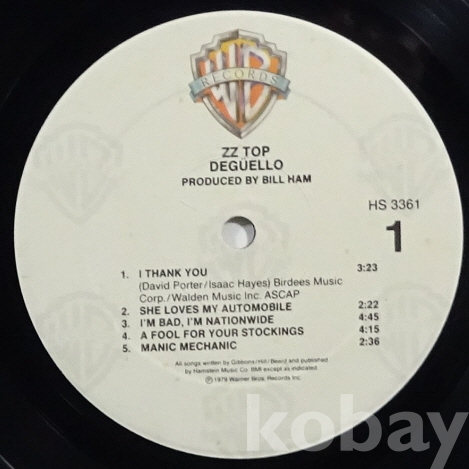 WB
RECORDS
ZZ TOP
DEGÜELLO
PRODUCED BY BILL HAM
HS 3361
1
1. I THANK YOU 3:23
(David Porter/Isaac Hayes) Birdees Music
Corp./Walden Music Inc. ASCAP
2. SHE LOVES MY AUTOMOBILE 2:22
3. I'M BAD, I'M NATIONWIDE 4:45
4. A FOOL FOR YOUR STOCKINGS 4:15
5. MANIC MECHANIC 2:36
All songs written by Gibbons/Hill/Beard and published
by Hamstein Music Co. BMI except as indicated.
Ⓟ 1979 Warner Bros. Records Inc.
kobay